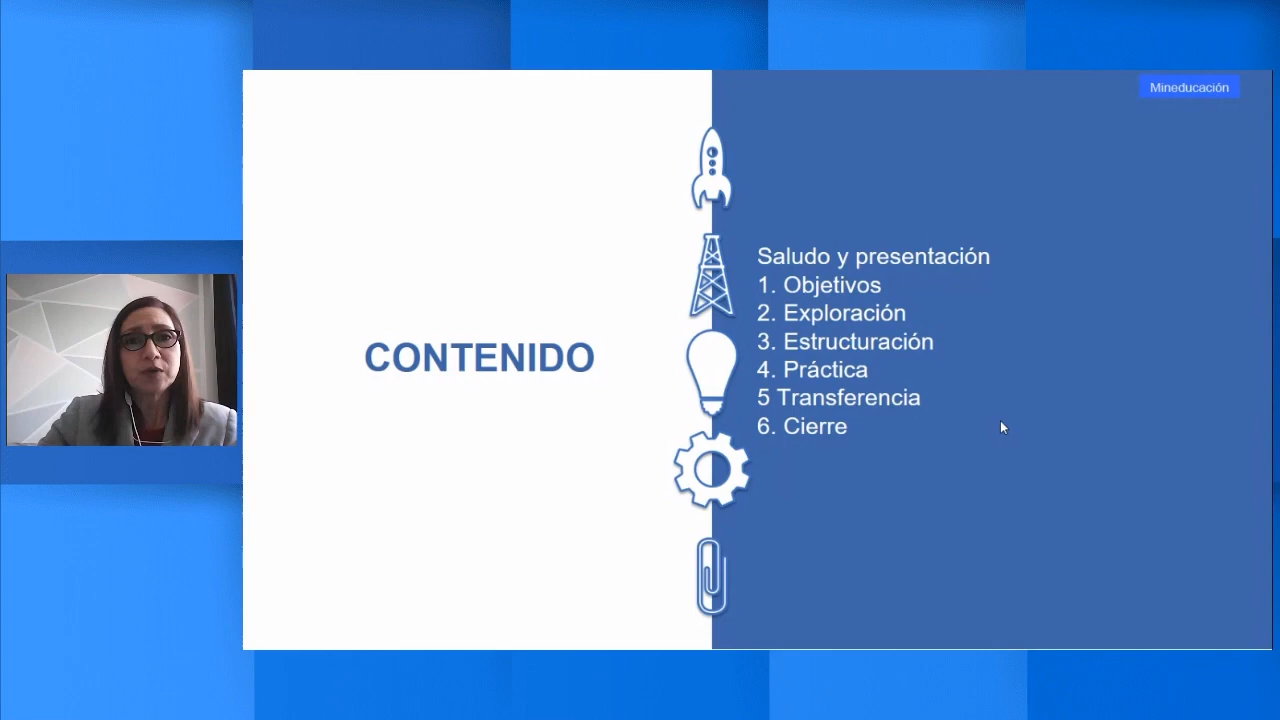 Mineducación
CONTENIDO
Saludo y presentación
1. Objetivos
2. Exploración
3. Estructuración
4. Práctica
5 Transferencia
6. Cierre